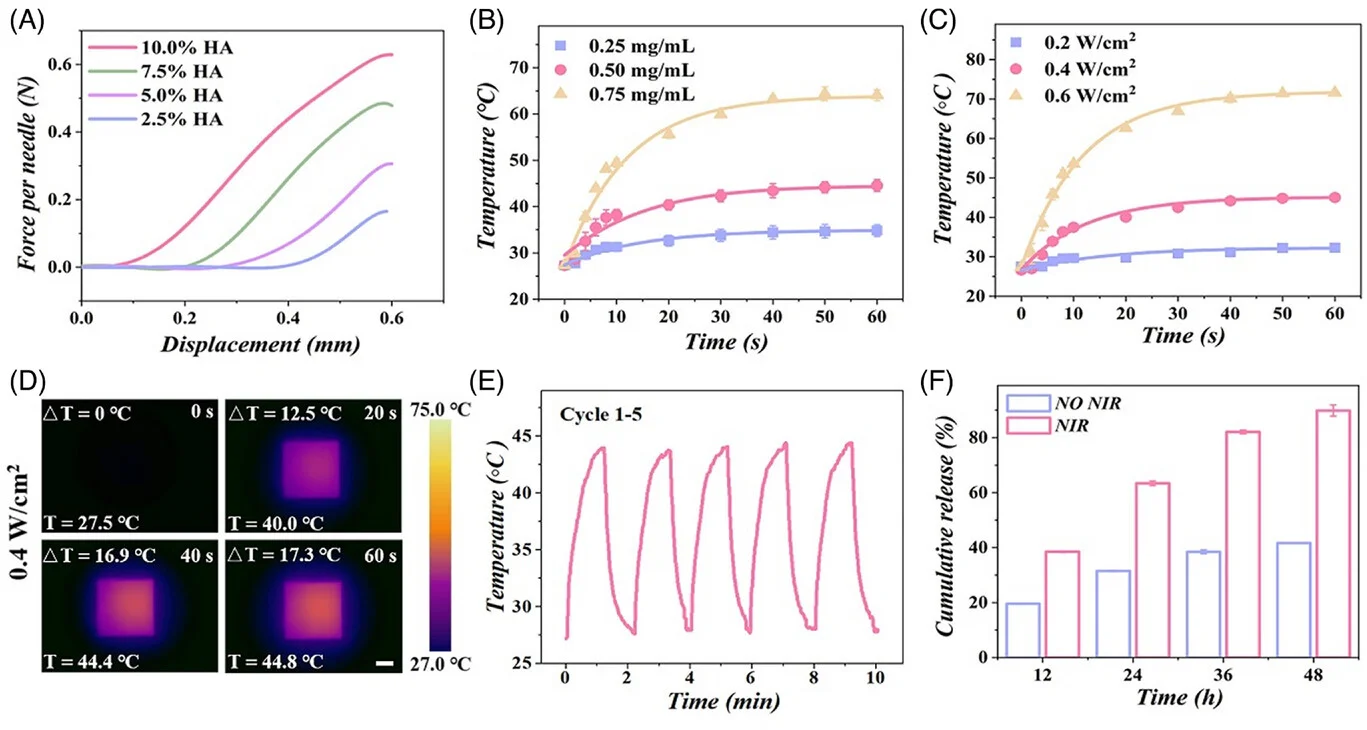 (A)
10.0% HA
7.5% HA
5.0% HA
2.5% HA
0.6
0.4
0.2
0.0
Force per needle (N)
0.0 0.2 0.4 0.6
Displacement (mm)
(B)
0.25 mg/mL
0.50 mg/mL
0.75 mg/mL
70
60
50
40
30
20
Temperature (°C)
0 10 20 30 40 50 60
Time (s)
(C)
0.2 W/cm²
0.4 W/cm²
0.6 W/cm²
80
70
60
50
40
30
20
Temperature (°C)
0 10 20 30 40 50 60
Time (s)
(D)
0.4 W/cm²
△T = 0 °C 0 s
T = 27.5 °C
△T = 12.5 °C 20 s
T = 40.0 °C
△T = 16.9 °C 40 s
T = 44.4 °C
△T = 17.3 °C 60 s
T = 44.8 °C
75.0 °C
27.0 °C
(E)
Cycle 1-5
45
40
35
30
25
Temperature (°C)
0 2 4 6 8 10
Time (min)
(F)
NO NIR
NIR
80
60
40
20
0
Cumulative release (%)
12 24 36 48
Time (h)